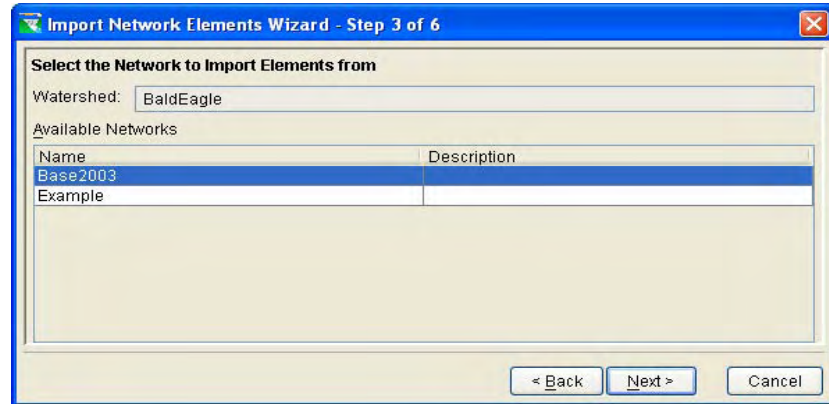 Import Network Elements Wizard - Step 3 of 6
Select the Network to Import Elements from
Watershed: BaldEagle
Available Networks
Name Description
Base2003
Example
< Back Next > Cancel